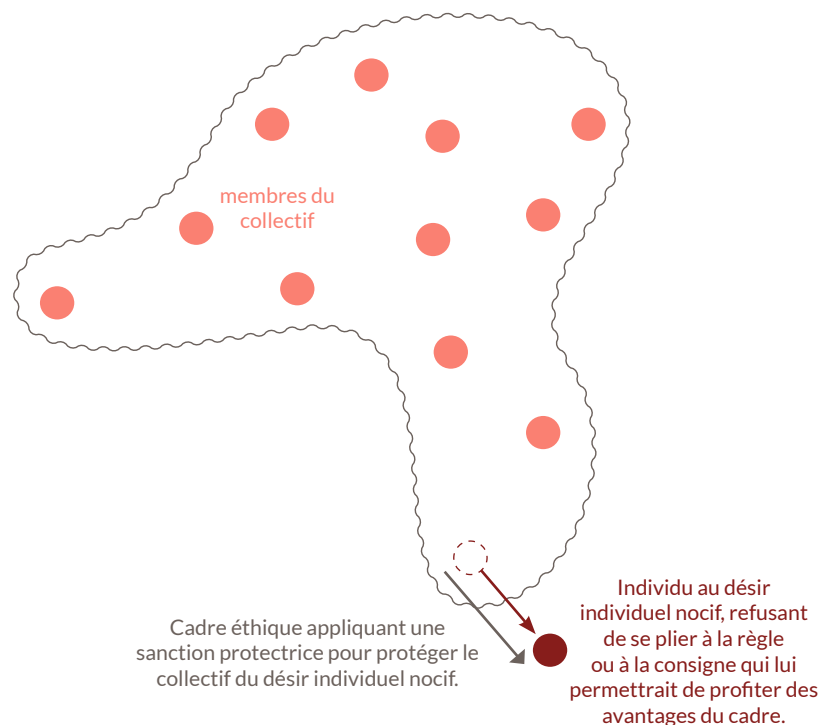 membres du
collectif
Cadre éthique appliquant une
sanction protectrice pour protéger le
collectif du désir individuel nocif.
Individu au désir
individuel nocif, refusant
de se plier à la règle
ou à la consigne qui lui
permettrait de profiter des
avantages du cadre.